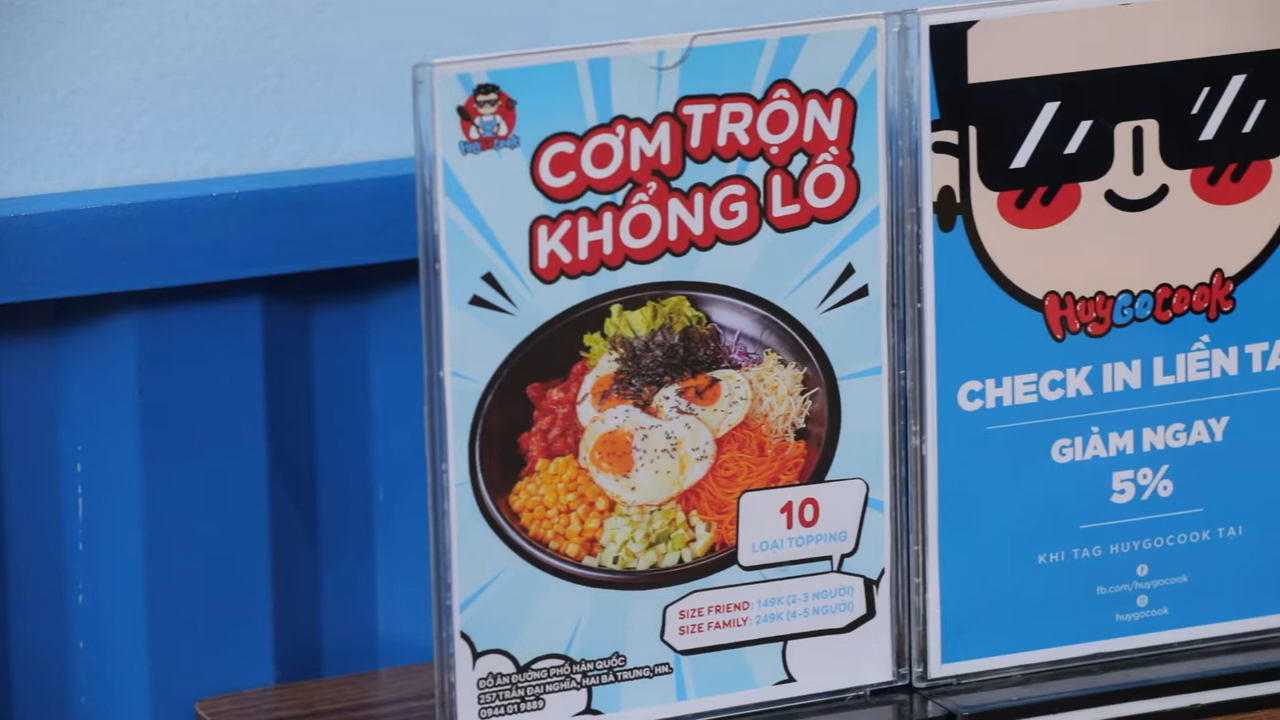 HuyGoCook
CƠM TRỘN
KHỔNG LỒ
10
LOẠI TOPPING
SIZE FRIEND: 149K (2-3 NGƯỜI)
SIZE FAMILY: 249K (4-5 NGƯỜI)
ĐỒ ĂN ĐƯỜNG PHỐ HÀN QUỐC
257 TRẦN ĐẠI NGHĨA, HAI BÀ TRƯNG, HN.
0944 01 9889
HuyGoCook
CHECK IN LIỀN TA
GIẢM NGAY
5%
KHI TAG HUYGOCOOK TẠI
fb.com/huygocook
huygocook